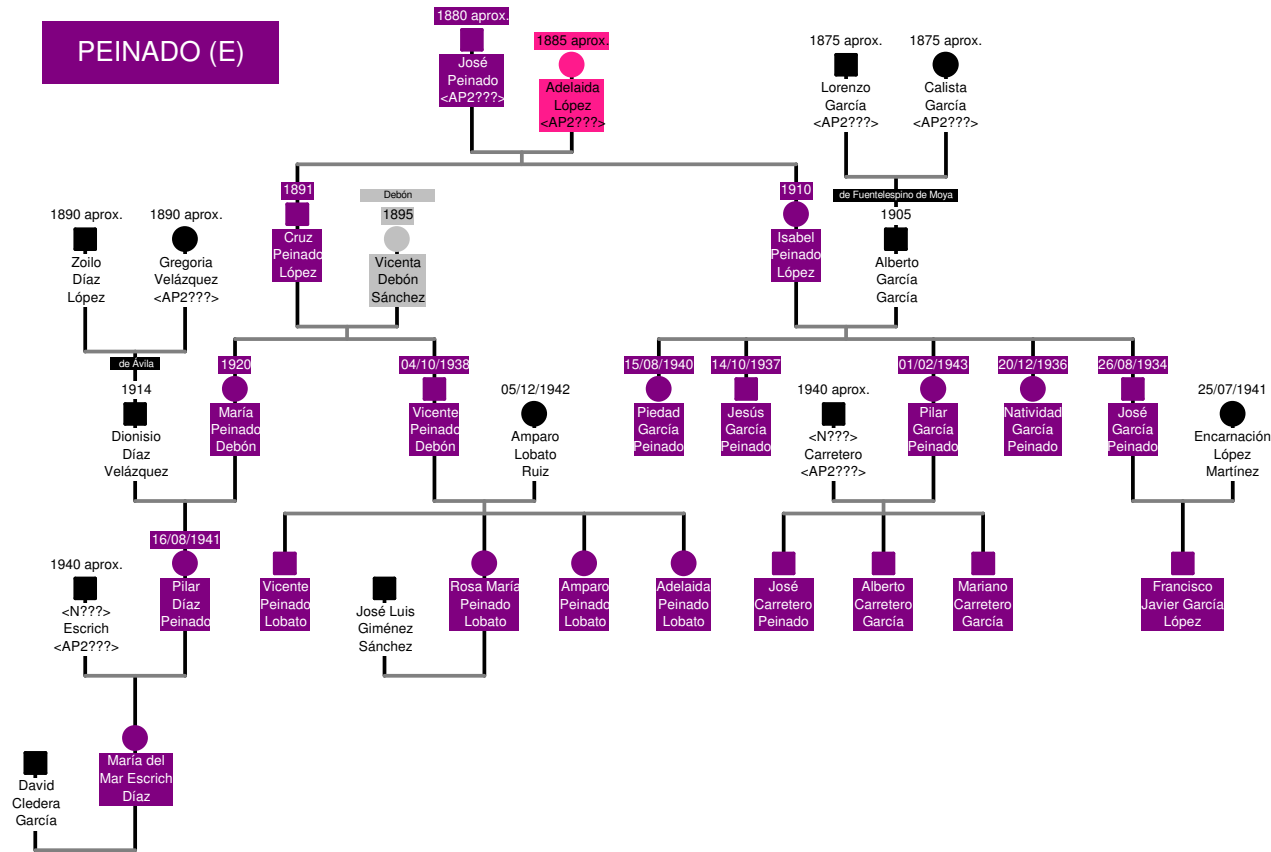 PEINADO (E)
1880 aprox.
José
Peinado
<AP2???>
1885 aprox.
Adelaida
López
<AP2???>
1875 aprox.
Lorenzo
García
<AP2???>
1875 aprox.
Calista
García
<AP2???>
1890 aprox.
Zoilo
Díaz
López
1890 aprox.
Gregoria
Velázquez
<AP2???>
1891
Cruz
Peinado
López
Debón
1895
Vicenta
Debón
Sánchez
1910
Isabel
Peinado
López
de Fuentelespino de Moya
1905
Alberto
García
García
de Ávila
1914
Dionisio
Díaz
Velázquez
1920
María
Peinado
Debón
04/10/1938
Vicente
Peinado
Debón
05/12/1942
Amparo
Lobato
Ruiz
15/08/1940
Piedad
García
Peinado
14/10/1937
Jesús
García
Peinado
1940 aprox.
<N???>
Carretero
<AP2???>
01/02/1943
Pilar
García
Peinado
20/12/1936
Natividad
García
Peinado
26/08/1934
José
García
Peinado
25/07/1941
Encarnación
López
Martínez
1940 aprox.
<N???>
Escrich
<AP2???>
16/08/1941
Pilar
Díaz
Peinado
Vicente
Peinado
Lobato
José Luis
Giménez
Sánchez
Rosa María
Peinado
Lobato
Amparo
Peinado
Lobato
Adelaida
Peinado
Lobato
José
Carretero
Peinado
Alberto
Carretero
García
Mariano
Carretero
García
Francisco
Javier García
López
David
Cledera
García
María del
Mar Escrich
Díaz